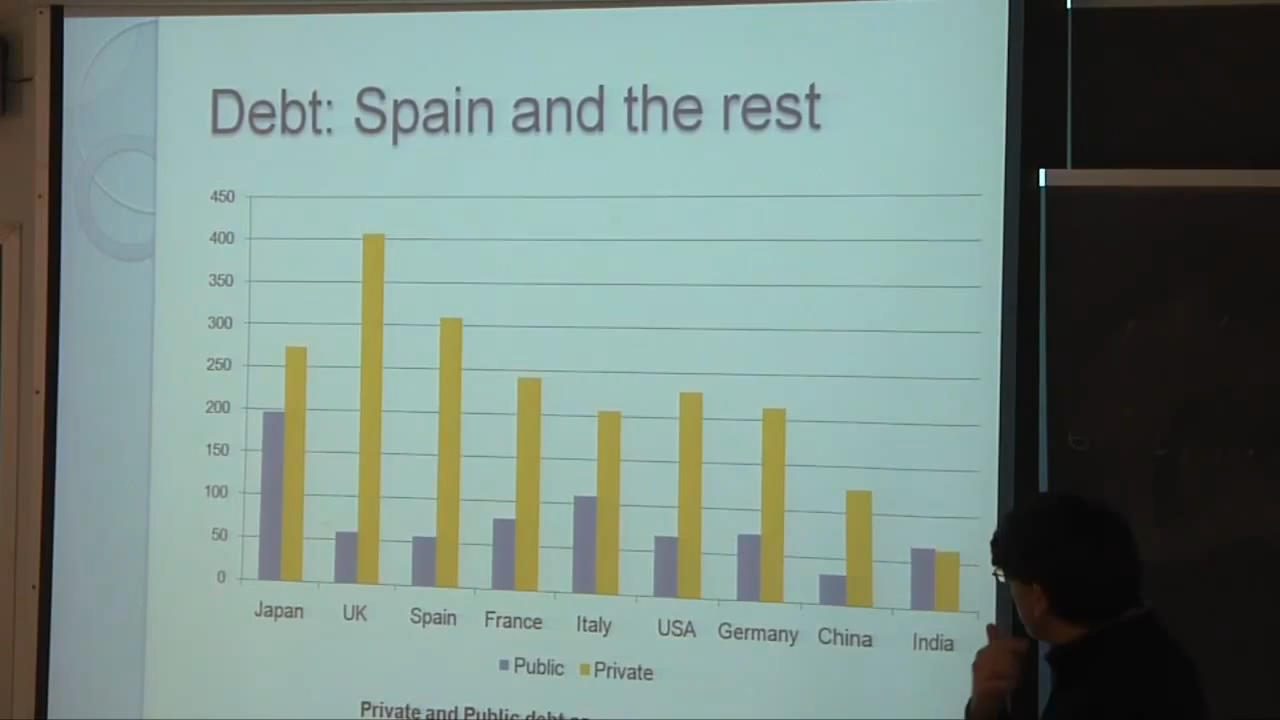 Debt: Spain and the rest
450
400
350
300
250
200
150
100
50
0
Japan UK Spain France Italy USA Germany China India
Public Private
Private and Public debt